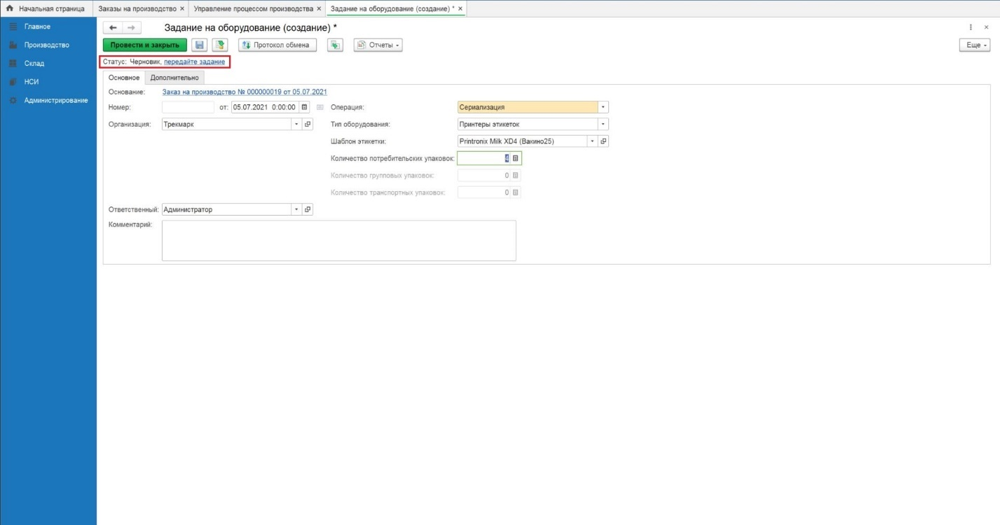 Начальная страница Заказы на производство × Управление процессом производства × Задание на оборудование (создание) * ×
Главное
Производство
Склад
НСИ
Администрирование
Задание на оборудование (создание) *
Провести и закрыть Протокол обмена Отчеты Еще
Статус: Черновик, передайте задание
Основное Дополнительно
Основание: Заказ на производство № 000000019 от 05.07.2021
Номер: от: 05.07.2021 0:00:00 Операция: Сериализация
Организация: Трекмарк Тип оборудования: Принтеры этикеток
Шаблон этикетки: Printronix Milk XD4 (Вакино25)
Количество потребительских упаковок: 4
Количество групповых упаковок: 0
Количество транспортных упаковок: 0
Ответственный: Администратор
Комментарий: